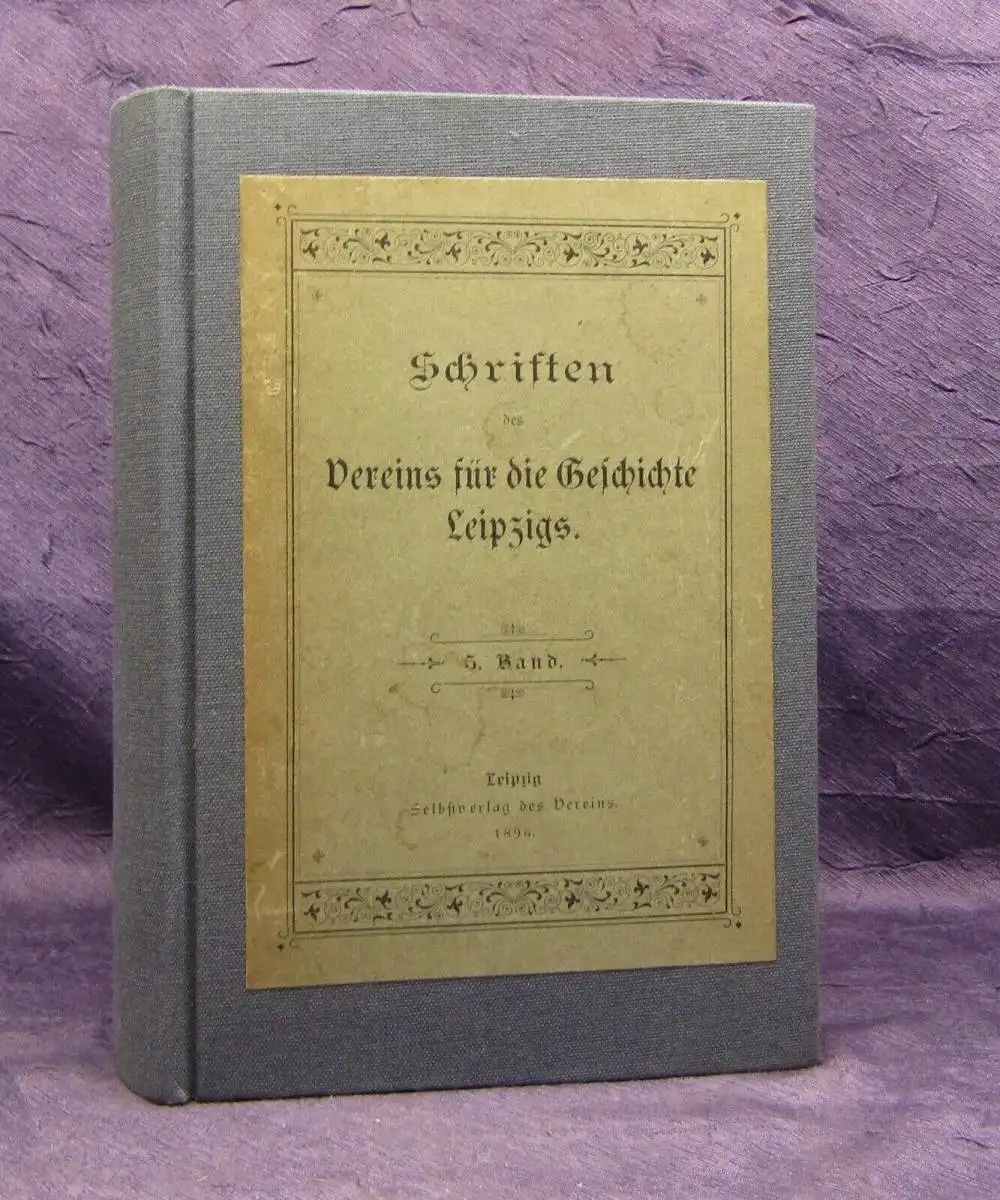 Schriften
des
Vereins für die Geschichte
Leipzigs.
5. Band.
Leipzig
Selbstverlag des Vereins.
1896.